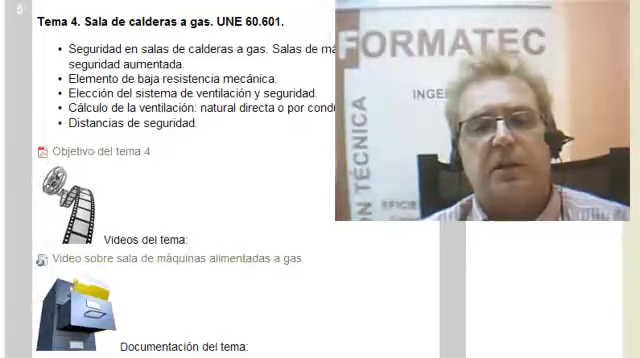 Tema 4. Sala de calderas a gas. UNE 60.601.
Seguridad en salas de calderas a gas. Salas de
seguridad aumentada.
Elemento de baja resistencia mecánica.
Elección del sistema de ventilación y seguridad.
Cálculo de la ventilación: natural directa o por
Distancias de seguridad.
Objetivo del tema 4
Videos del tema:
Video sobre sala de máquinas alimentadas a gas
Documentación del tema:
FORMATEC
INGE
ÓN TÉCNICA